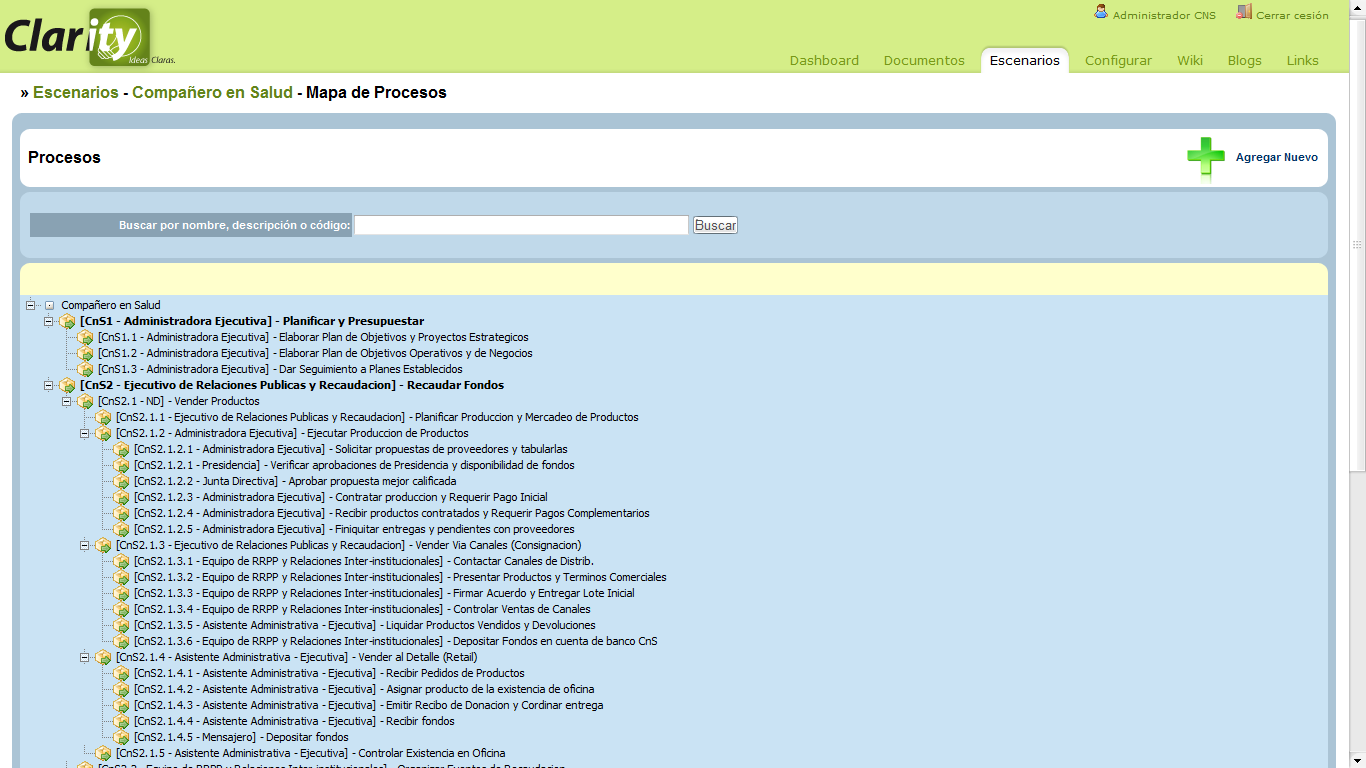 Clarity
Ideas Claras.
Administrador CNS Cerrar cesión
Dashboard Documentos Escenarios Configurar Wiki Blogs Links
» Escenarios - Compañero en Salud - Mapa de Procesos
Procesos
Agregar Nuevo
Buscar por nombre, descripción o código: Buscar
Compañero en Salud
[CnS1 - Administradora Ejecutiva] - Planificar y Presupuestar
[CnS1.1 - Administradora Ejecutiva] - Elaborar Plan de Objetivos y Proyectos Estrategicos
[CnS1.2 - Administradora Ejecutiva] - Elaborar Plan de Objetivos Operativos y de Negocios
[CnS1.3 - Administradora Ejecutiva] - Dar Seguimiento a Planes Establecidos
[CnS2 - Ejecutivo de Relaciones Publicas y Recaudacion] - Recaudar Fondos
[CnS2.1 - ND] - Vender Productos
[CnS2.1.1 - Ejecutivo de Relaciones Publicas y Recaudacion] - Planificar Produccion y Mercadeo de Productos
[CnS2.1.2 - Administradora Ejecutiva] - Ejecutar Produccion de Productos
[CnS2.1.2.1 - Administradora Ejecutiva] - Solicitar propuestas de proveedores y tabularlas
[CnS2.1.2.1 - Presidencia] - Verificar aprobaciones de Presidencia y disponibilidad de fondos
[CnS2.1.2.2 - Junta Directiva] - Aprobar propuesta mejor calificada
[CnS2.1.2.3 - Administradora Ejecutiva] - Contratar produccion y Requerir Pago Inicial
[CnS2.1.2.4 - Administradora Ejecutiva] - Recibir productos contratados y Requerir Pagos Complementarios
[CnS2.1.2.5 - Administradora Ejecutiva] - Finiquitar entregas y pendientes con proveedores
[CnS2.1.3 - Ejecutivo de Relaciones Publicas y Recaudacion] - Vender Via Canales (Consignacion)
[CnS2.1.3.1 - Equipo de RRPP y Relaciones Inter-institucionales] - Contactar Canales de Distrib.
[CnS2.1.3.2 - Equipo de RRPP y Relaciones Inter-institucionales] - Presentar Productos y Terminos Comerciales
[CnS2.1.3.3 - Equipo de RRPP y Relaciones Inter-institucionales] - Firmar Acuerdo y Entregar Lote Inicial
[CnS2.1.3.4 - Equipo de RRPP y Relaciones Inter-institucionales] - Controlar Ventas de Canales
[CnS2.1.3.5 - Asistente Administrativa - Ejecutiva] - Liquidar Productos Vendidos y Devoluciones
[CnS2.1.3.6 - Equipo de RRPP y Relaciones Inter-institucionales] - Depositar Fondos en cuenta de banco CnS
[CnS2.1.4 - Asistente Administrativa - Ejecutiva] - Vender al Detalle (Retail)
[CnS2.1.4.1 - Asistente Administrativa - Ejecutiva] - Recibir Pedidos de Productos
[CnS2.1.4.2 - Asistente Administrativa - Ejecutiva] - Asignar producto de la existencia de oficina
[CnS2.1.4.3 - Asistente Administrativa - Ejecutiva] - Emitir Recibo de Donacion y Cordinar entrega
[CnS2.1.4.4 - Asistente Administrativa - Ejecutiva] - Recibir fondos
[CnS2.1.4.5 - Mensajero] - Depositar fondos
[CnS2.1.5 - Asistente Administrativa - Ejecutiva] - Controlar Existencia en Oficina